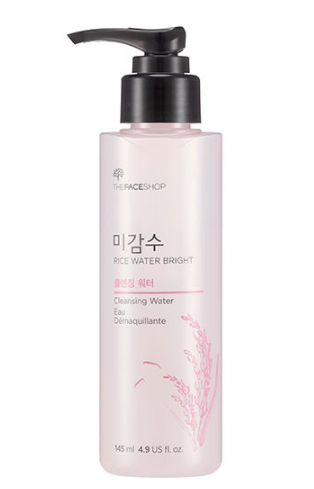 THEFACESHOP
미감수
RICE WATER BRIGHT
클렌징 워터
Cleansing Water
Eau
Démaquillante
145 ml 4.9 US fl. oz.